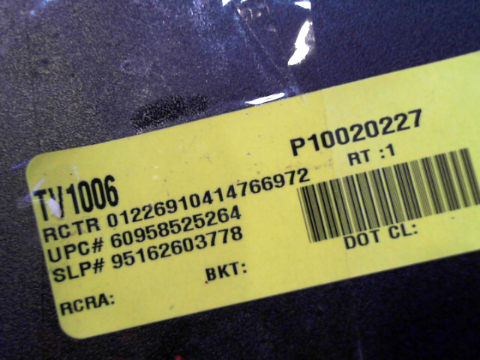 P10020227
RT :1
TV1006
RCTR 01226910414766972
UPC# 60958525264
SLP# 95162603778
DOT CL:
BKT:
RCRA: